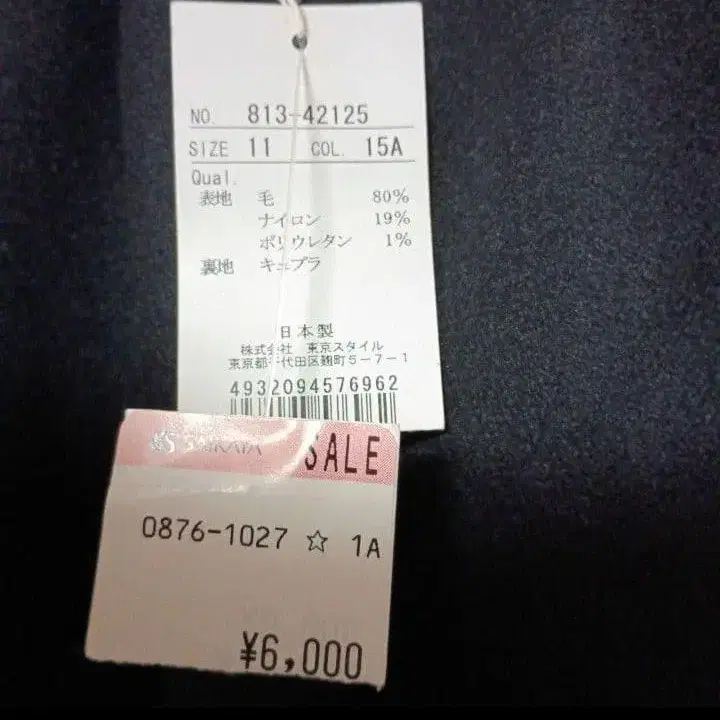 NO. 813-42125
SIZE 11 COL. 15A
Qual.
表地 毛 80%
ナイロン 19%
ポリウレタン 1%
裏地 キュプラ
日本製
株式会社 東京スタイル
東京都千代田区麹町5-7-1
4932094576962
SALE
0876-1027 ☆ 1A
¥6,000